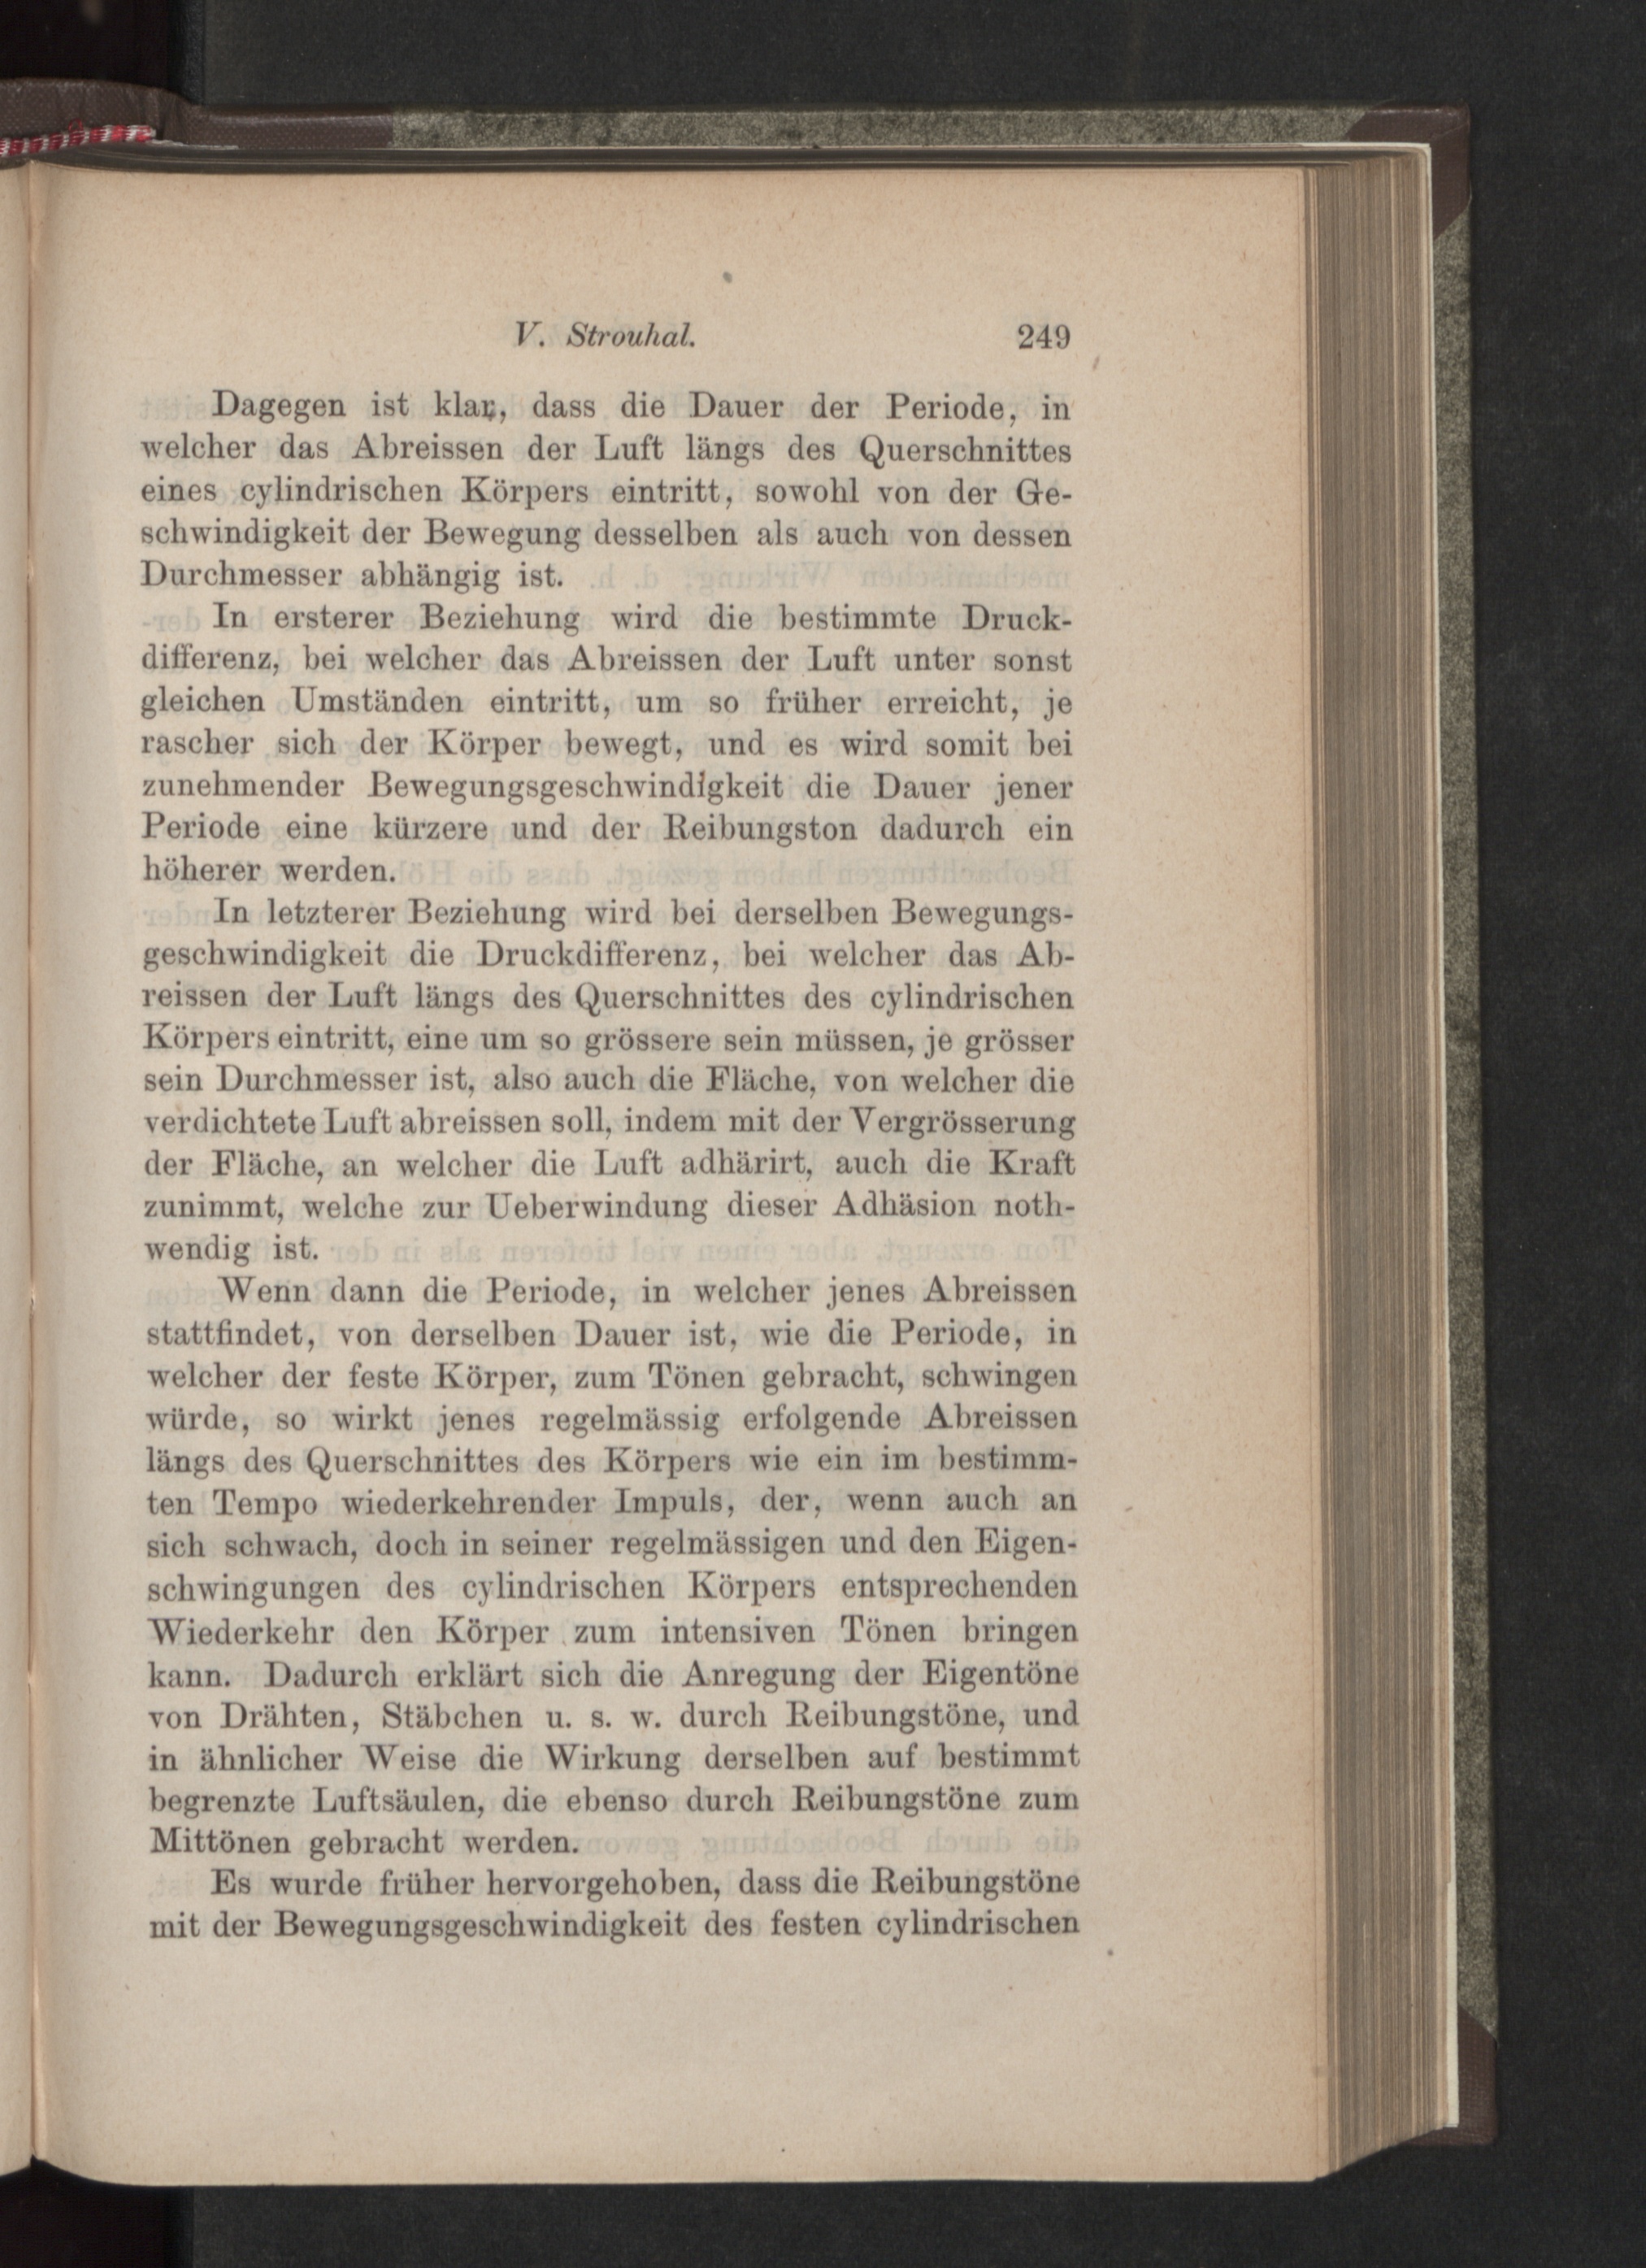 V. Strouhal. 249
Dagegen ist klar, dass die Dauer der Periode, in
welcher das Abreissen der Luft längs des Querschnittes
eines cylindrischen Körpers eintritt, sowohl von der Ge-
schwindigkeit der Bewegung desselben als auch von dessen
Durchmesser abhängig ist.
In ersterer Beziehung wird die bestimmte Druck-
differenz, bei welcher das Abreissen der Luft unter sonst
gleichen Umständen eintritt, um so früher erreicht, je
rascher sich der Körper bewegt, und es wird somit bei
zunehmender Bewegungsgeschwindigkeit die Dauer jener
Periode eine kürzere und der Reibungston dadurch ein
höherer werden.
In letzterer Beziehung wird bei derselben Bewegungs-
geschwindigkeit die Druckdifferenz, bei welcher das Ab-
reissen der Luft längs des Querschnittes des cylindrischen
Körpers eintritt, eine um so grössere sein müssen, je grösser
sein Durchmesser ist, also auch die Fläche, von welcher die
verdichtete Luft abreissen soll, indem mit der Vergrösserung
der Fläche, an welcher die Luft adhärirt, auch die Kraft
zunimmt, welche zur Ueberwindung dieser Adhäsion noth-
wendig ist.
Wenn dann die Periode, in welcher jenes Abreissen
stattfindet, von derselben Dauer ist, wie die Periode, in
welcher der feste Körper, zum Tönen gebracht, schwingen
würde, so wirkt jenes regelmässig erfolgende Abreissen
längs des Querschnittes des Körpers wie ein im bestimm-
ten Tempo wiederkehrender Impuls, der, wenn auch an
sich schwach, doch in seiner regelmässigen und den Eigen-
schwingungen des cylindrischen Körpers entsprechenden
Wiederkehr den Körper zum intensiven Tönen bringen
kann. Dadurch erklärt sich die Anregung der Eigentöne
von Drähten, Stäbchen u. s. w. durch Reibungstöne, und
in ähnlicher Weise die Wirkung derselben auf bestimmt
begrenzte Luftsäulen, die ebenso durch Reibungstöne zum
Mittönen gebracht werden.
Es wurde früher hervorgehoben, dass die Reibungstöne
mit der Bewegungsgeschwindigkeit des festen cylindrischen